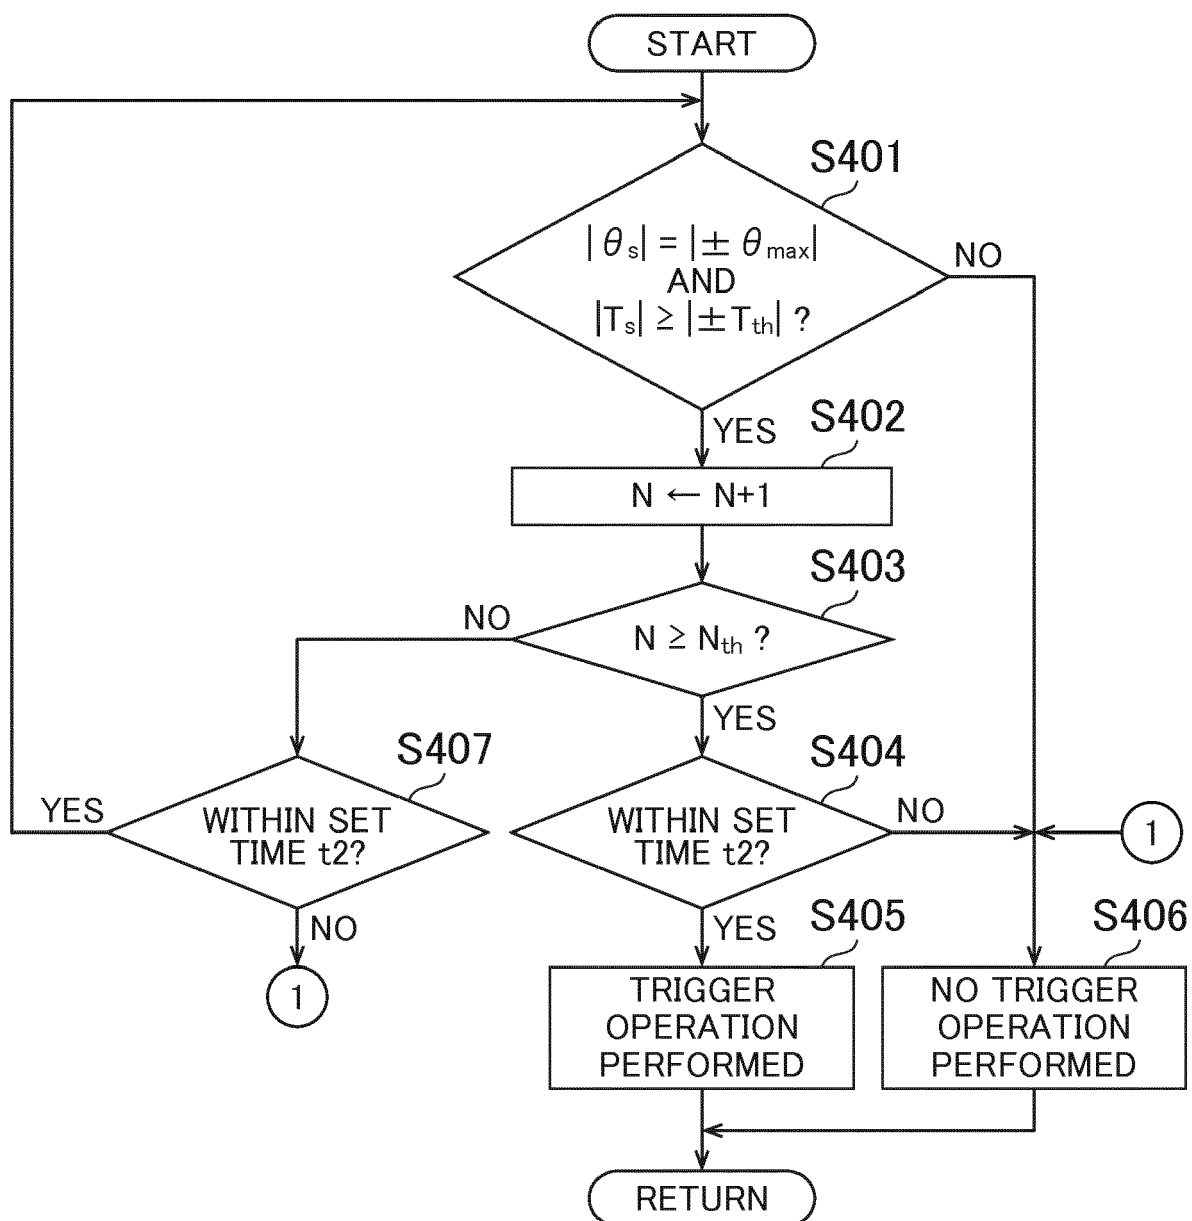 START
S401
|θs| = |± θmax|
AND
|Ts| ≥ |±Tth| ?
NO
YES
S402
N ← N+1
S403
NO
N ≥ Nth ?
YES
S407
S404
YES
WITHIN SET
TIME t2?
WITHIN SET
TIME t2?
NO
1
NO
YES
S405
S406
1
TRIGGER
OPERATION
PERFORMED
NO TRIGGER
OPERATION
PERFORMED
RETURN